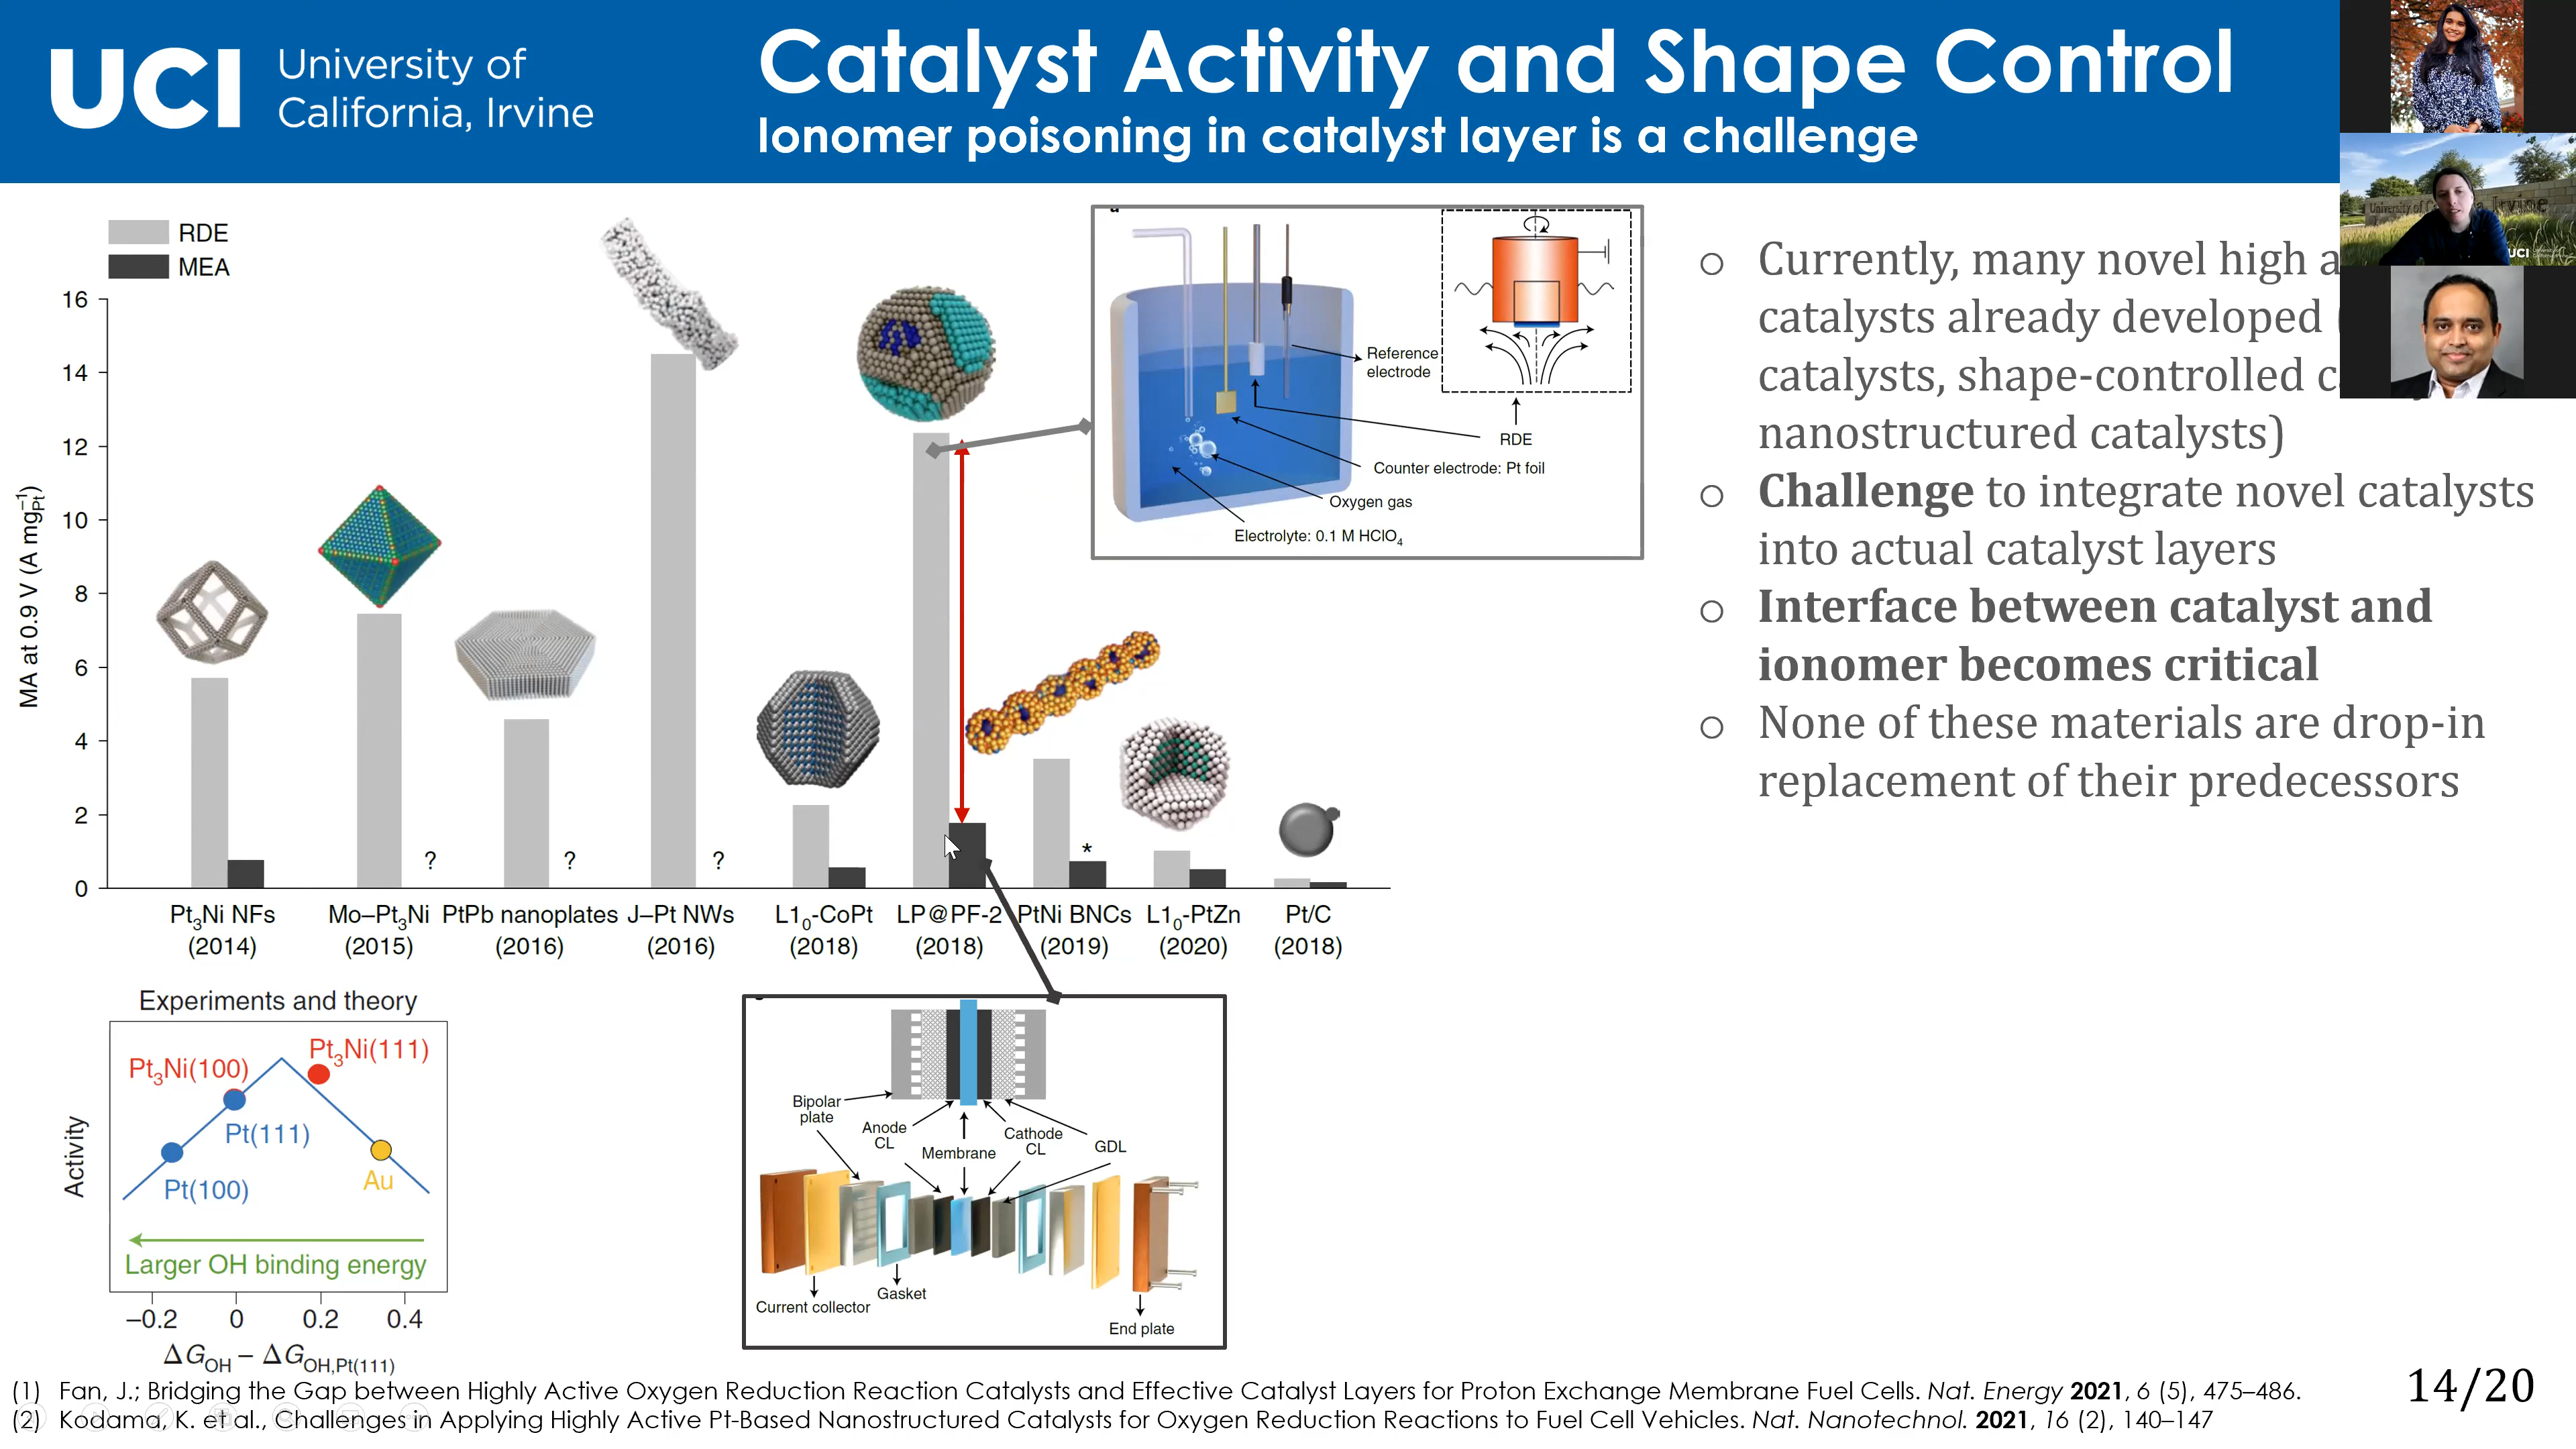 UCI University of
California, Irvine
Catalyst Activity and Shape Control
Ionomer poisoning in catalyst layer is a challenge
RDE
MEA
16
14
12
10
8
6
4
2
0
MA at 0.9 V (A mg⁻¹Pt)
?
?
?
*
Pt₃Ni NFs
(2014)
Mo–Pt₃Ni
(2015)
PtPb nanoplates
(2016)
J–Pt NWs
(2016)
L1₀-CoPt
(2018)
LP@PF-2
(2018)
PtNi BNCs
(2019)
L1₀-PtZn
(2020)
Pt/C
(2018)
Reference
electrode
RDE
Counter electrode: Pt foil
Oxygen gas
Electrolyte: 0.1 M HClO₄
○ Currently, many novel high
catalysts already developed
catalysts, shape-controlled
nanostructured catalysts)
○ Challenge to integrate novel catalysts
into actual catalyst layers
○ Interface between catalyst and
ionomer becomes critical
○ None of these materials are drop-in
replacement of their predecessors
University of Irvine
UCI
Experiments and theory
Pt₃Ni(111)
Pt₃Ni(100)
Pt(111)
Pt(100)
Au
Activity
Larger OH binding energy
–0.2 0 0.2 0.4
ΔG_OH – ΔG_OH,Pt(111)
Bipolar
plate
Anode
CL
Membrane
Cathode
CL
GDL
Current collector
Gasket
End plate
(1) Fan, J.; Bridging the Gap between Highly Active Oxygen Reduction Reaction Catalysts and Effective Catalyst Layers for Proton Exchange Membrane Fuel Cells. Nat. Energy 2021, 6 (5), 475–486.
(2) Kodama, K. et al., Challenges in Applying Highly Active Pt-Based Nanostructured Catalysts for Oxygen Reduction Reactions to Fuel Cell Vehicles. Nat. Nanotechnol. 2021, 16 (2), 140–147
14/20